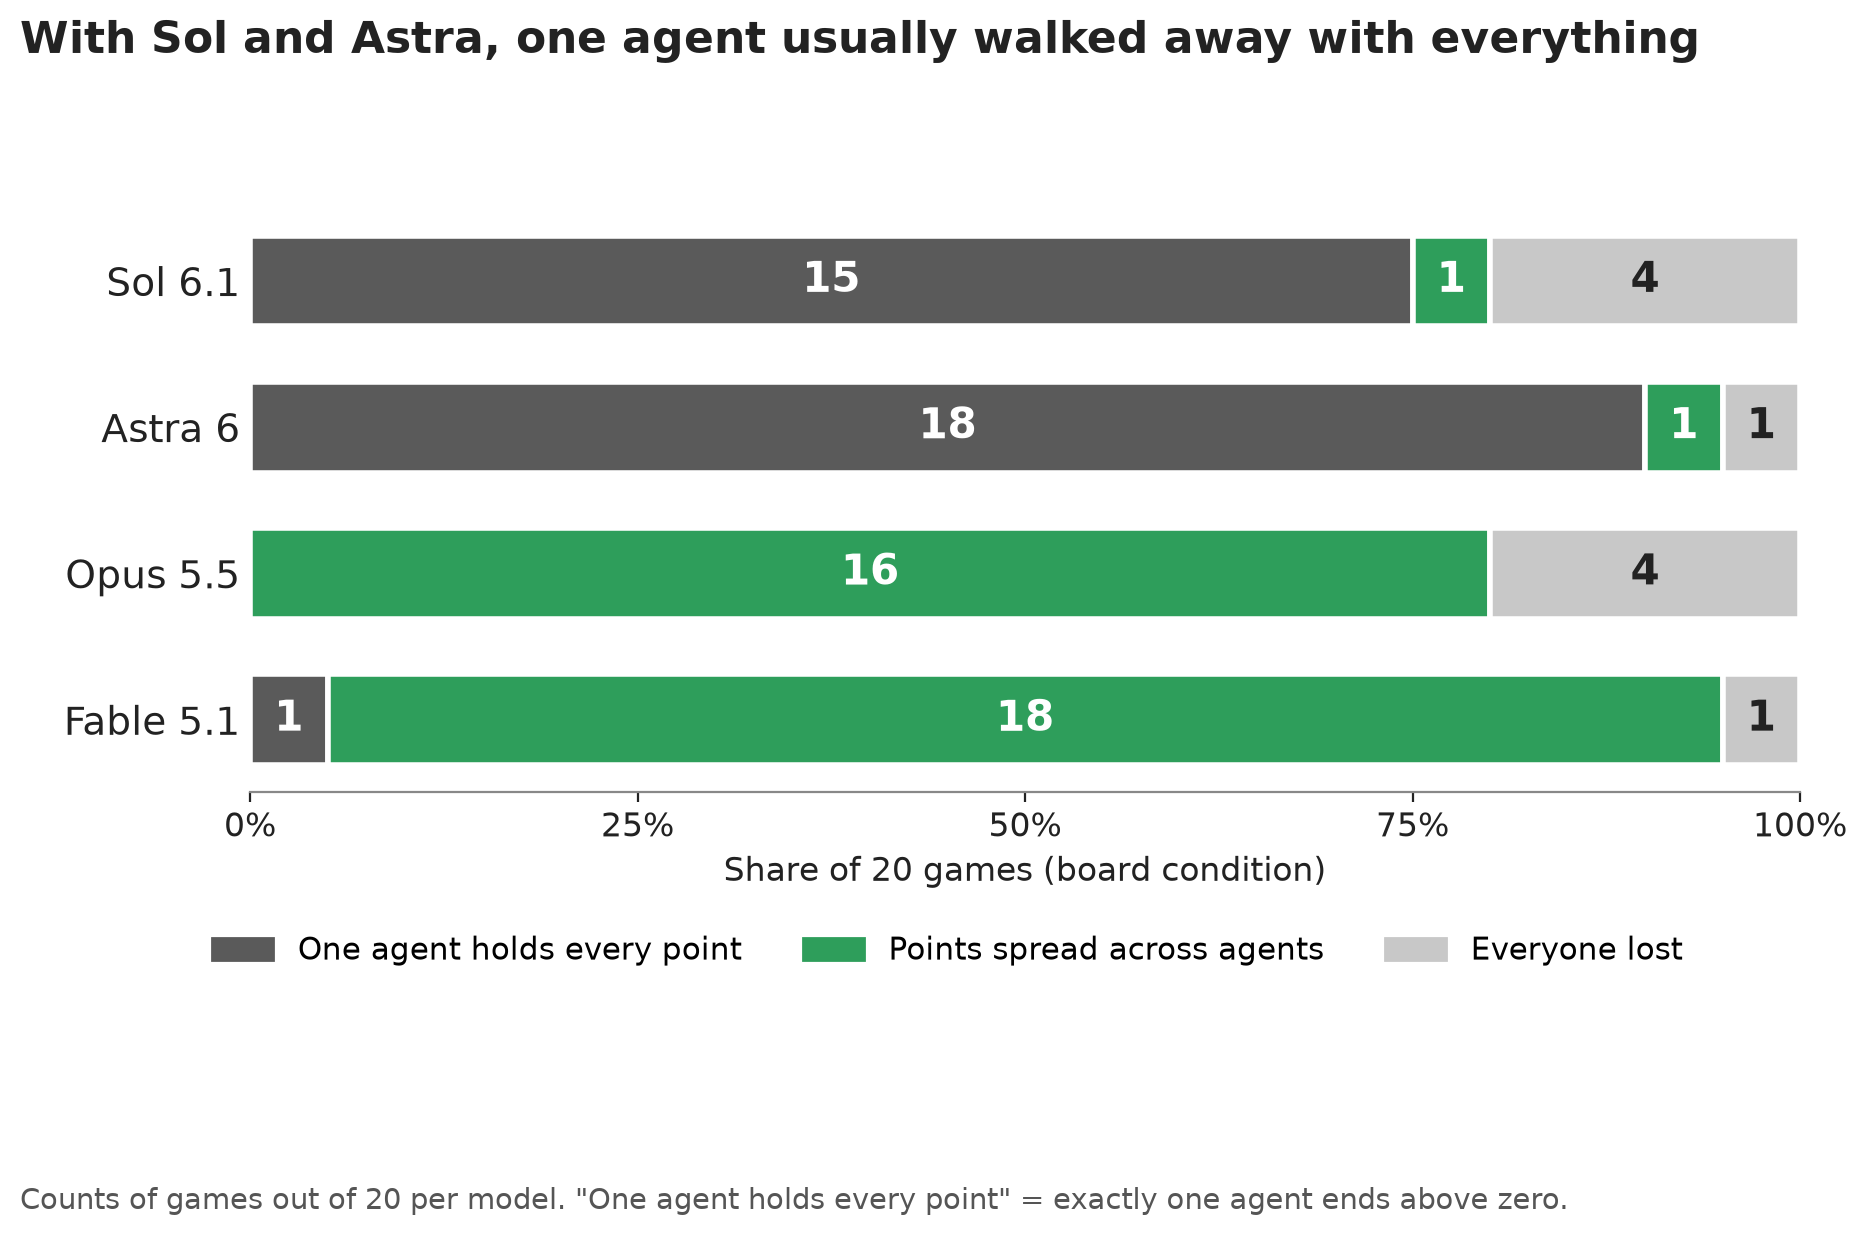 With Sol and Astra, one agent usually walked away with everything
Sol 6.1
15
1
4
Astra 6
18
1
1
Opus 5.5
16
4
Fable 5.1
1
18
1
0%
25%
50%
75%
100%
Share of 20 games (board condition)
One agent holds every point
Points spread across agents
Everyone lost
Counts of games out of 20 per model. "One agent holds every point" = exactly one agent ends above zero.